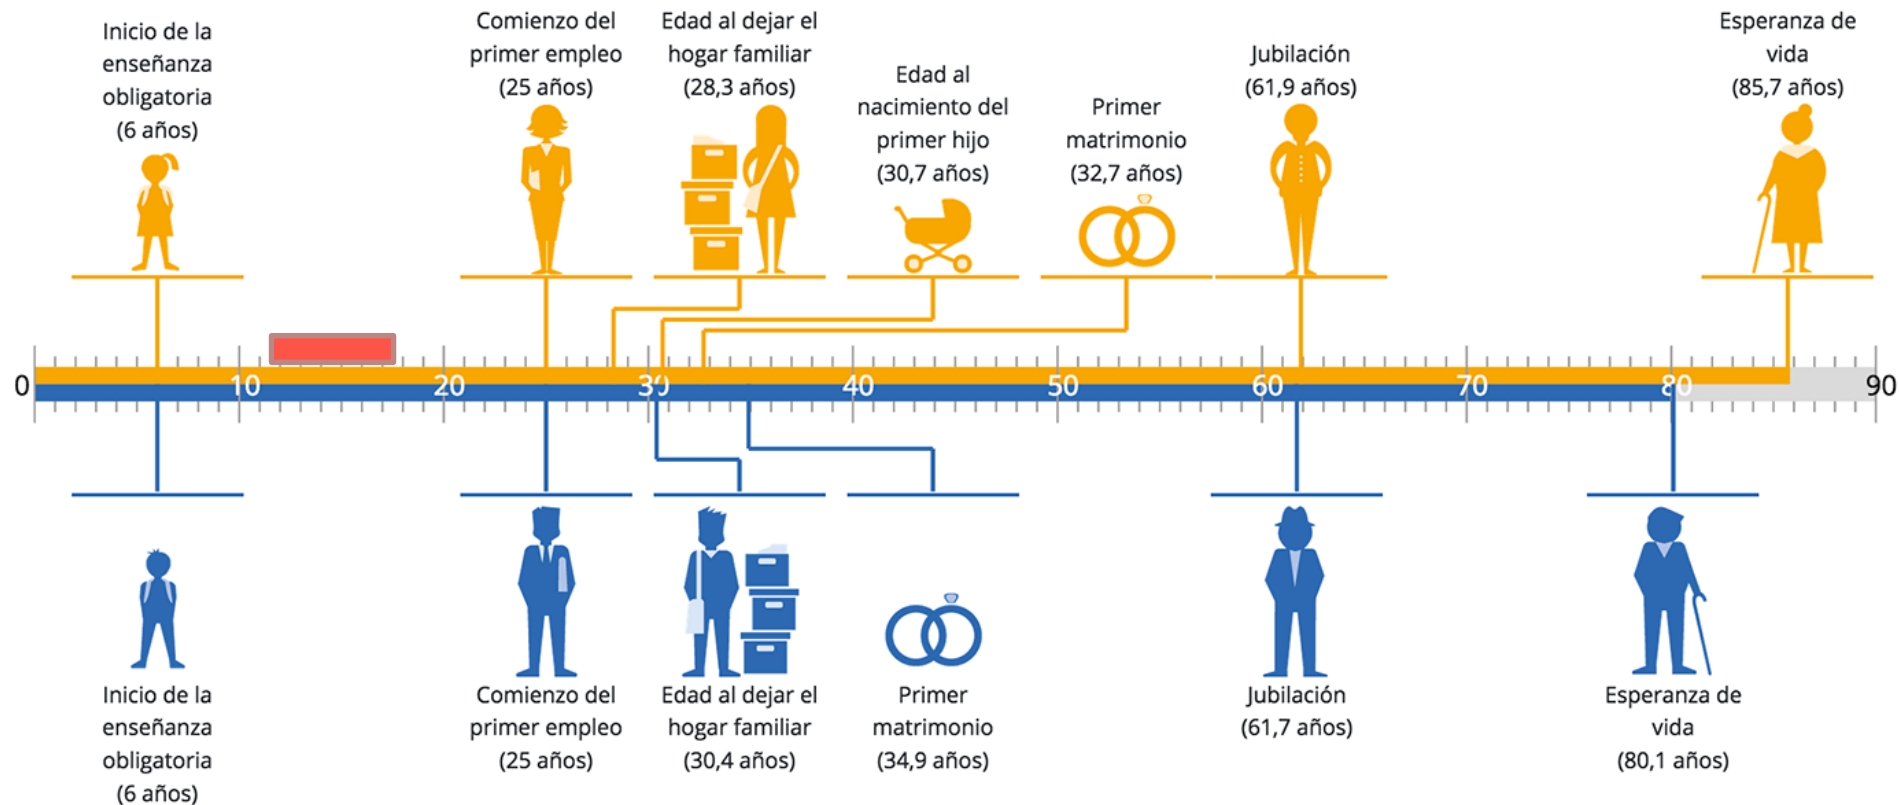 Inicio de la
enseñanza
obligatoria
(6 años)
Comienzo del
primer empleo
(25 años)
Edad al dejar el
hogar familiar
(28,3 años)
Edad al
nacimiento del
primer hijo
(30,7 años)
Primer
matrimonio
(32,7 años)
Jubilación
(61,9 años)
Esperanza de
vida
(85,7 años)
0 10 20 30 40 50 60 70 80 90
Inicio de la
enseñanza
obligatoria
(6 años)
Comienzo del
primer empleo
(25 años)
Edad al dejar el
hogar familiar
(30,4 años)
Primer
matrimonio
(34,9 años)
Jubilación
(61,7 años)
Esperanza de
vida
(80,1 años)